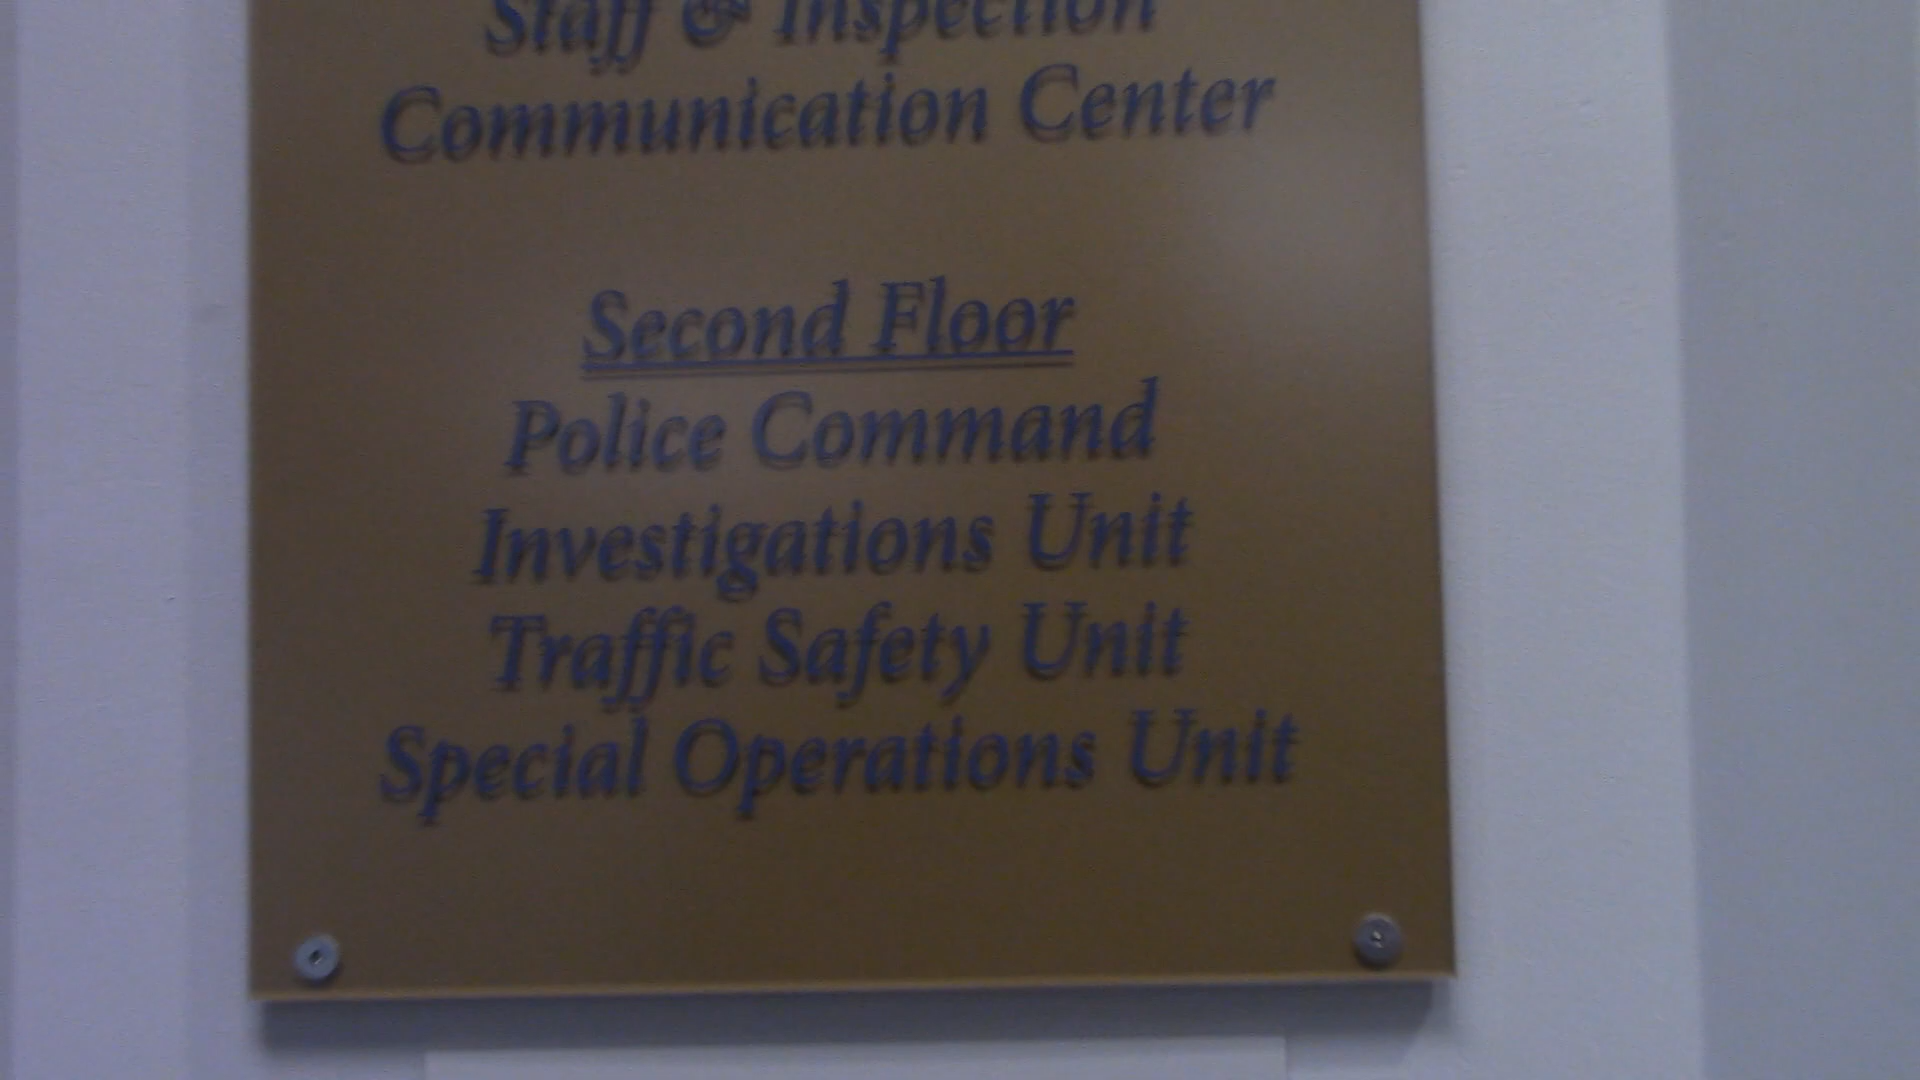 Staff & Inspection
Communication Center
Second Floor
Police Command
Investigations Unit
Traffic Safety Unit
Special Operations Unit